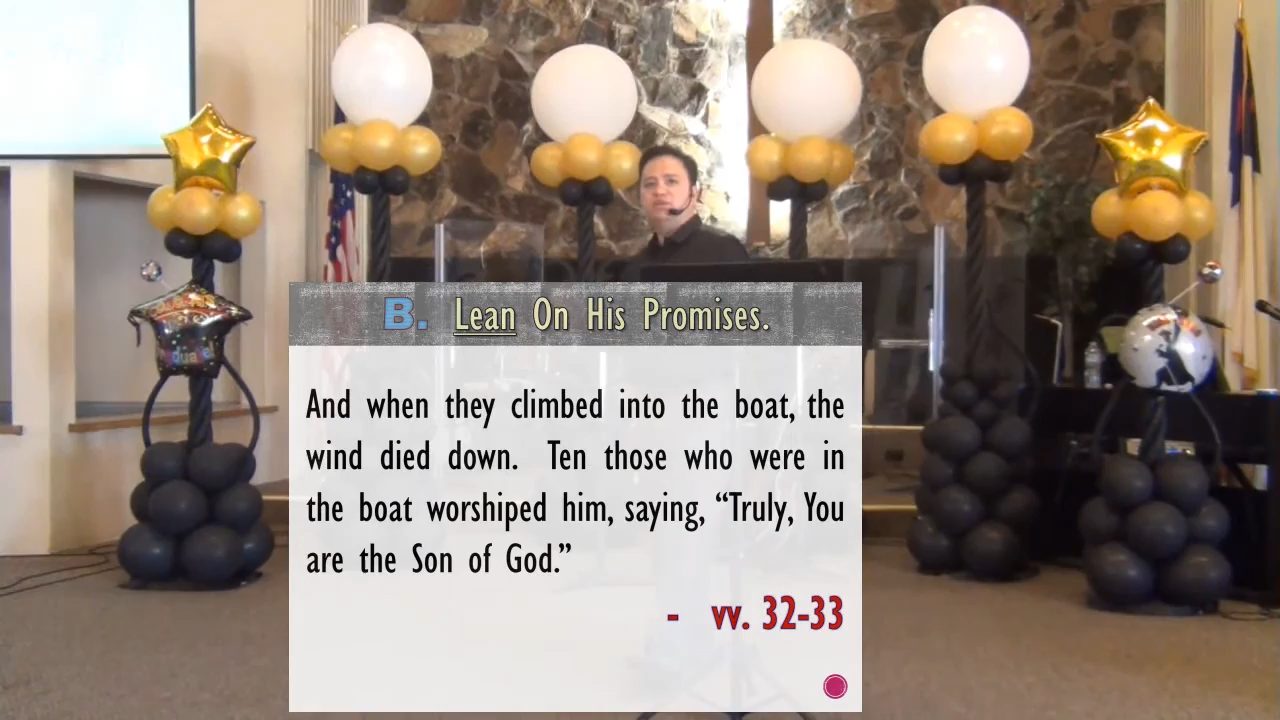 B. Lean On His Promises.
And when they climbed into the boat, the
wind died down. Ten those who were in
the boat worshiped him, saying, “Truly, You
are the Son of God.”
- vv. 32-33